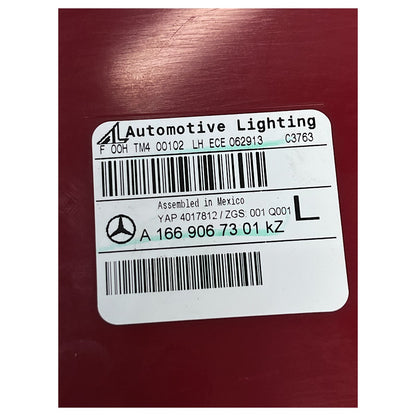 AL Automotive Lighting
F 00H TM4 00102 LH ECE 062913 C3763
Assembled in Mexico
YAP 4017812 / ZGS: 001 Q001 L
A 166 906 73 01 kZ